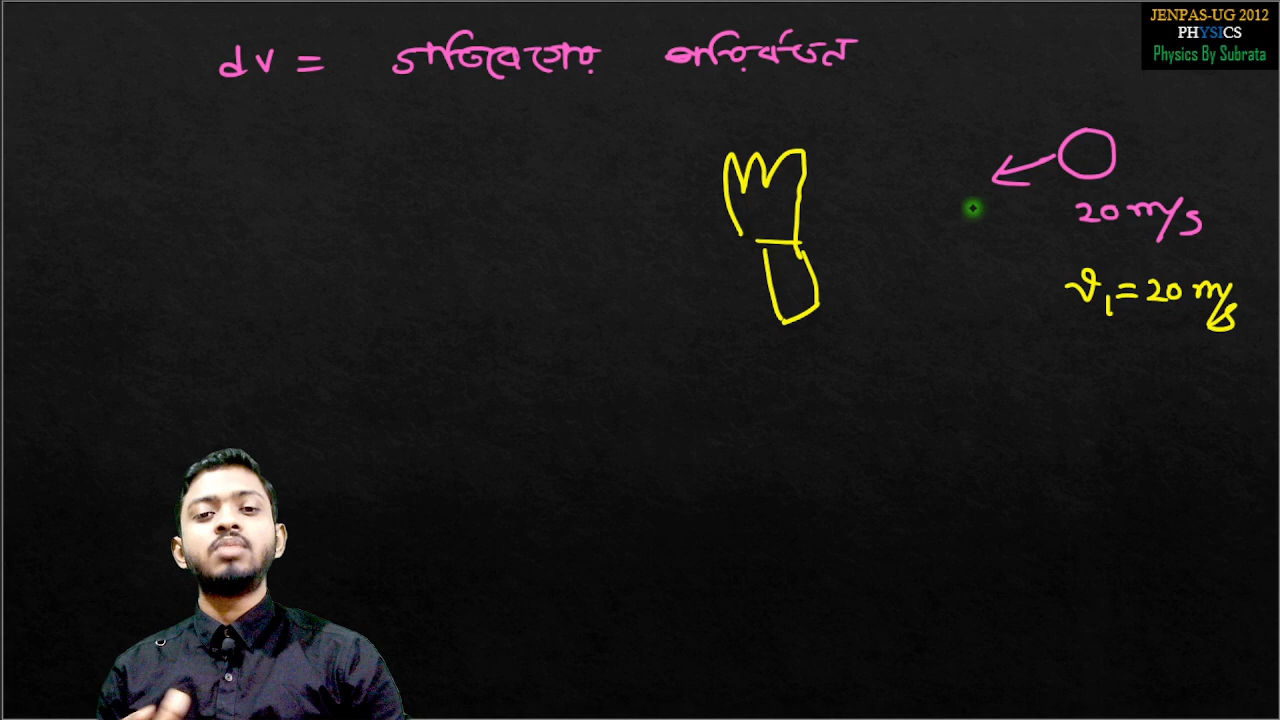 JENPAS-UG 2012
PHYSICS
Physics By Subrata
dv = গতিবেগের পরিবর্তন
20 m/s
v₁ = 20 m/s